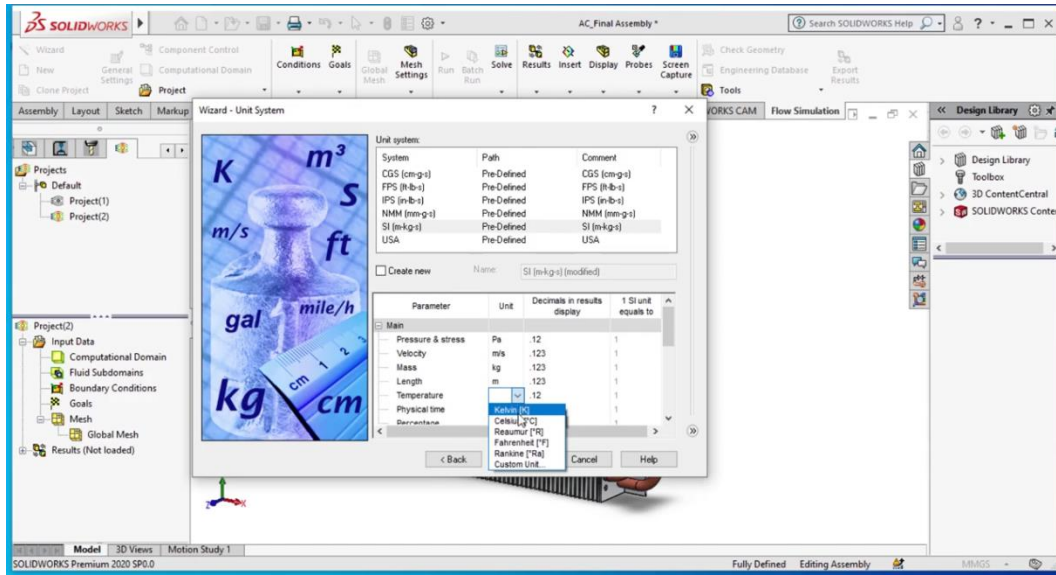 SOLIDWORKS
AC_Final Assembly *
Search SOLIDWORKS Help
Wizard
New
Clone Project
General Settings
Component Control
Computational Domain
Project
Conditions
Goals
Global Mesh
Mesh Settings
Run
Batch Run
Solve
Results
Insert
Display
Probes
Screen Capture
Check Geometry
Engineering Database
Tools
Export Results
Assembly
Layout
Sketch
Markup
Wizard - Unit System
?
ORKS CAM
Flow Simulation
Design Library
Projects
Default
Project(1)
Project(2)
Project(2)
Input Data
Computational Domain
Fluid Subdomains
Boundary Conditions
Goals
Mesh
Global Mesh
Results (Not loaded)
K
m³
S
m/s
ft
gal
mile/h
kg
cm 1 2 3
cm
Unit system:
System Path Comment
CGS (cm-g-s) Pre-Defined CGS (cm-g-s)
FPS (ft-lb-s) Pre-Defined FPS (ft-lb-s)
IPS (in-lb-s) Pre-Defined IPS (in-lb-s)
NMM (mm-g-s) Pre-Defined NMM (mm-g-s)
SI (m-kg-s) Pre-Defined SI (m-kg-s)
USA Pre-Defined USA
Create new Name: SI (m-kg-s) (modified)
Parameter Unit Decimals in results display 1 SI unit equals to
Main
Pressure & stress Pa .12 1
Velocity m/s .123 1
Mass kg .123 1
Length m .123 1
Temperature .12 1
Physical time 1
Percentage 1
Kelvin [K]
Celsius [°C]
Reaumur [°R]
Fahrenheit [°F]
Rankine [°Ra]
Custom Unit...
< Back
Cancel
Help
Design Library
Toolbox
3D ContentCentral
SOLIDWORKS Conte
Z X
Model
3D Views
Motion Study 1
SOLIDWORKS Premium 2020 SP0.0
Fully Defined
Editing Assembly
MMGS